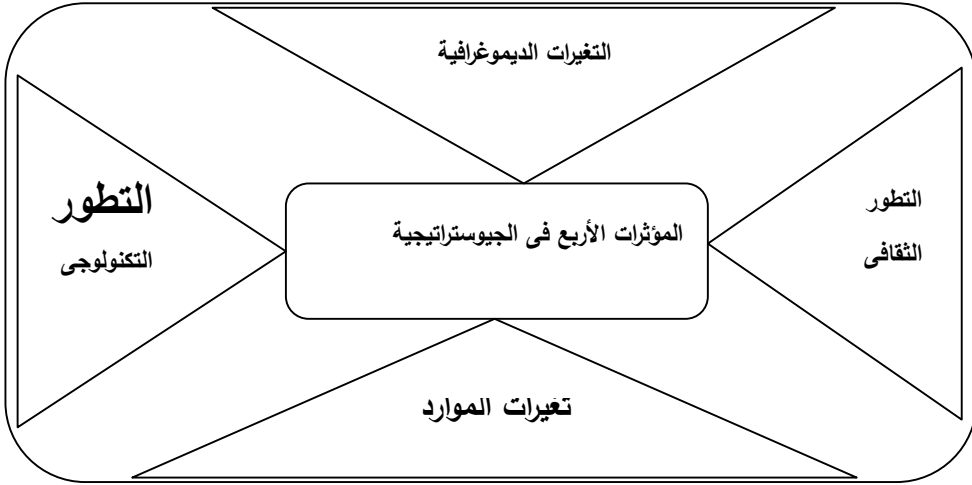 التغيرات الديموغرافية
التطور
الثقافى
المؤثرات الأربع فى الجيوستراتيجية
التطور
التكنولوجى
تغيرات الموارد